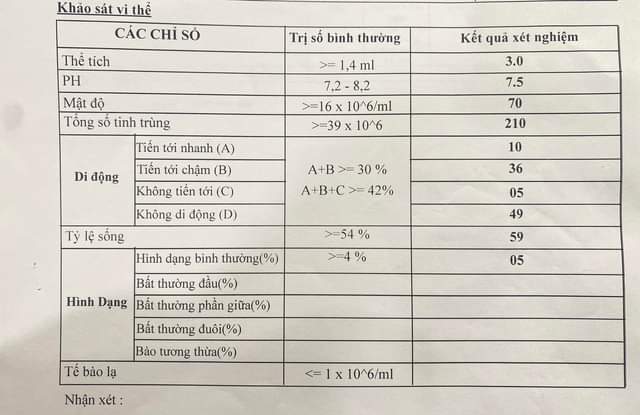 Khảo sát vi thể
CÁC CHỈ SỐ Trị số bình thường Kết quả xét nghiệm
Thể tích >= 1,4 ml 3.0
PH 7,2 - 8,2 7.5
Mật độ >=16 x 10^6/ml 70
Tổng số tinh trùng >=39 x 10^6 210
Di động
Tiến tới nhanh (A) 10
Tiến tới chậm (B) A+B >= 30 % 36
Không tiến tới (C) A+B+C >= 42% 05
Không di động (D) 49
Tỷ lệ sống >=54 % 59
Hình Dạng
Hình dạng bình thường(%) >=4 % 05
Bất thường đầu(%)
Bất thường phần giữa(%)
Bất thường đuôi(%)
Bào tương thừa(%)
Tế bào lạ <= 1 x 10^6/ml
Nhận xét :